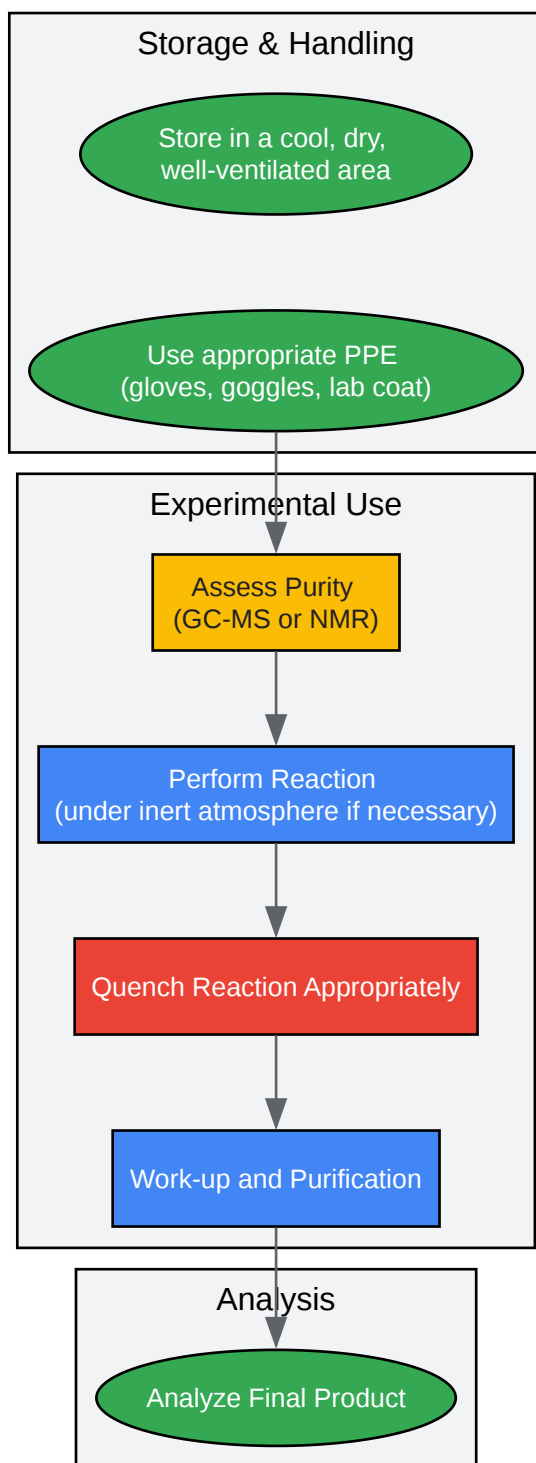 Storage & Handling
Store in a cool, dry,
well-ventilated area
Use appropriate PPE
(gloves, goggles, lab coat)
Experimental Use
Assess Purity
(GC-MS or NMR)
Perform Reaction
(under inert atmosphere if necessary)
Quench Reaction Appropriately
Work-up and Purification
Analysis
Analyze Final Product